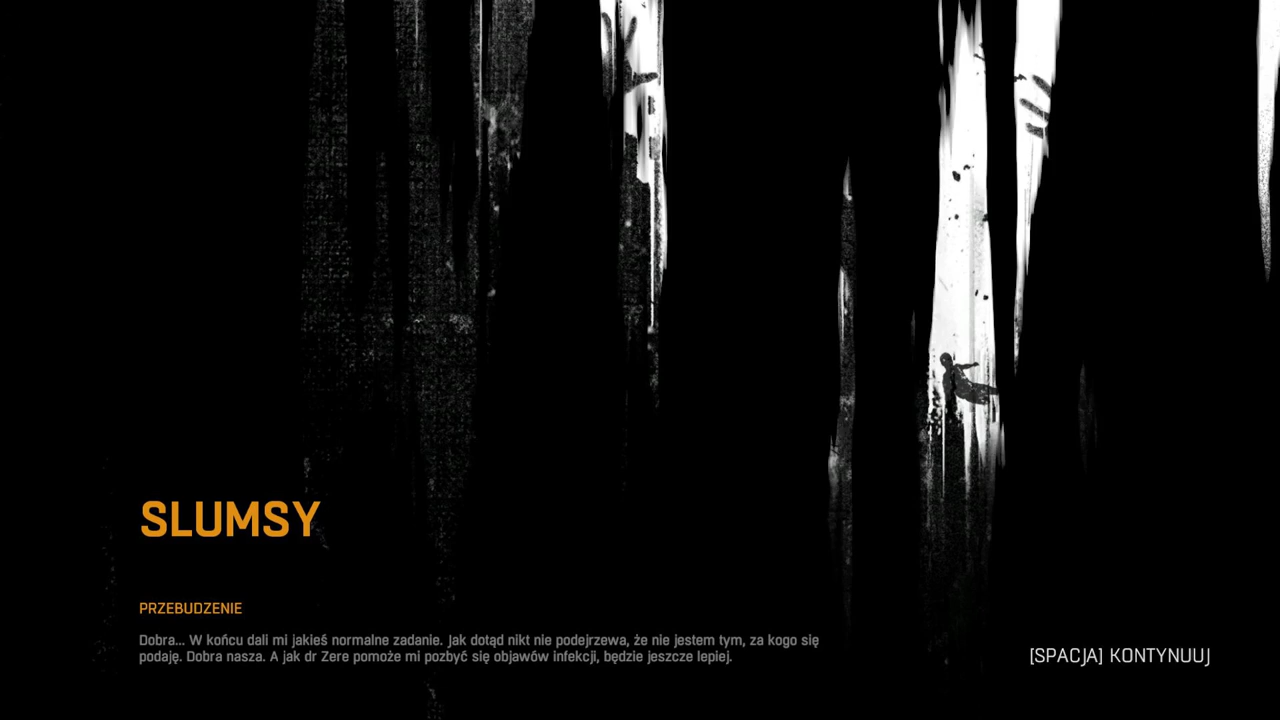 SLUMSY
PRZEBUDZENIE
Dobra... W końcu dali mi jakieś normalne zadanie. Jak dotąd nikt nie podejrzewa, że nie jestem tym, za kogo się
podaję. Dobra nasza. A jak dr Zere pomoże mi pozbyć się objawów infekcji, będzie jeszcze lepiej.
[SPACJA] KONTYNUUJ